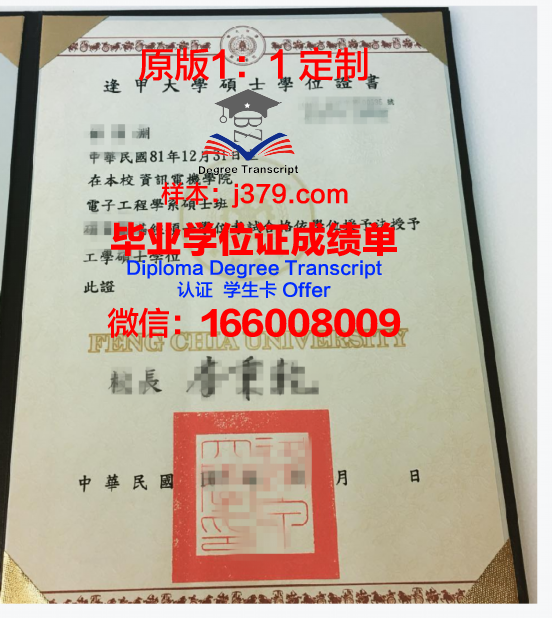 原版1：1定制
逢甲大學碩士學位證書
號
中華民國81年12月31日
Diploma Degree Transcript
在本校 資訊電機學院
样本：j379.com
電子工程學系碩士班
毕业学位证成绩单
授予
工學碩士學位
Diploma Degree Transcript
此證
认证 学生卡 Offer
微信：166008009
FENG CHIA UNIVERSITY
校長
中華民國 月 日